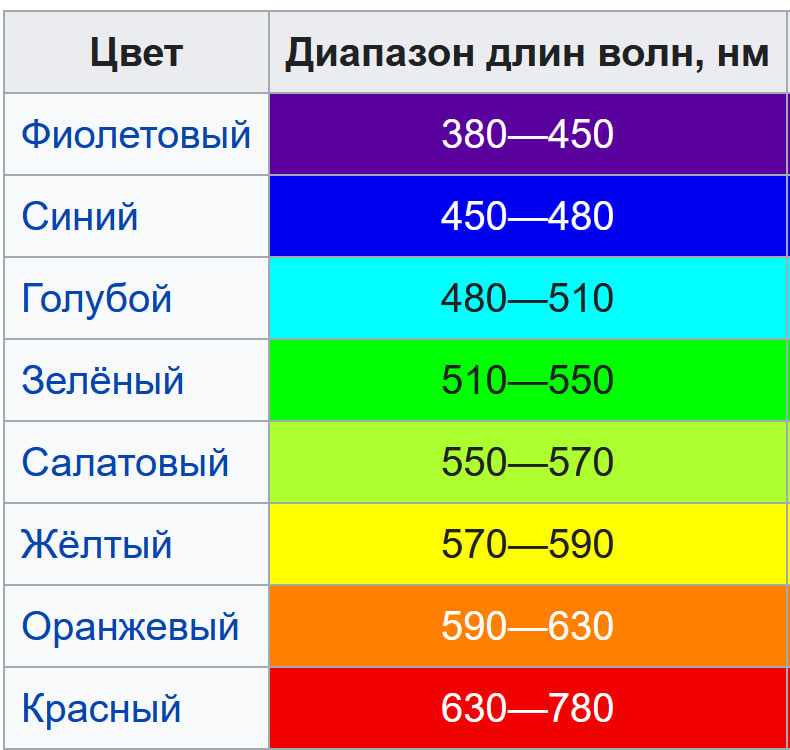 Цвет Диапазон длин волн, нм
Фиолетовый 380—450
Синий 450—480
Голубой 480—510
Зелёный 510—550
Салатовый 550—570
Жёлтый 570—590
Оранжевый 590—630
Красный 630—780